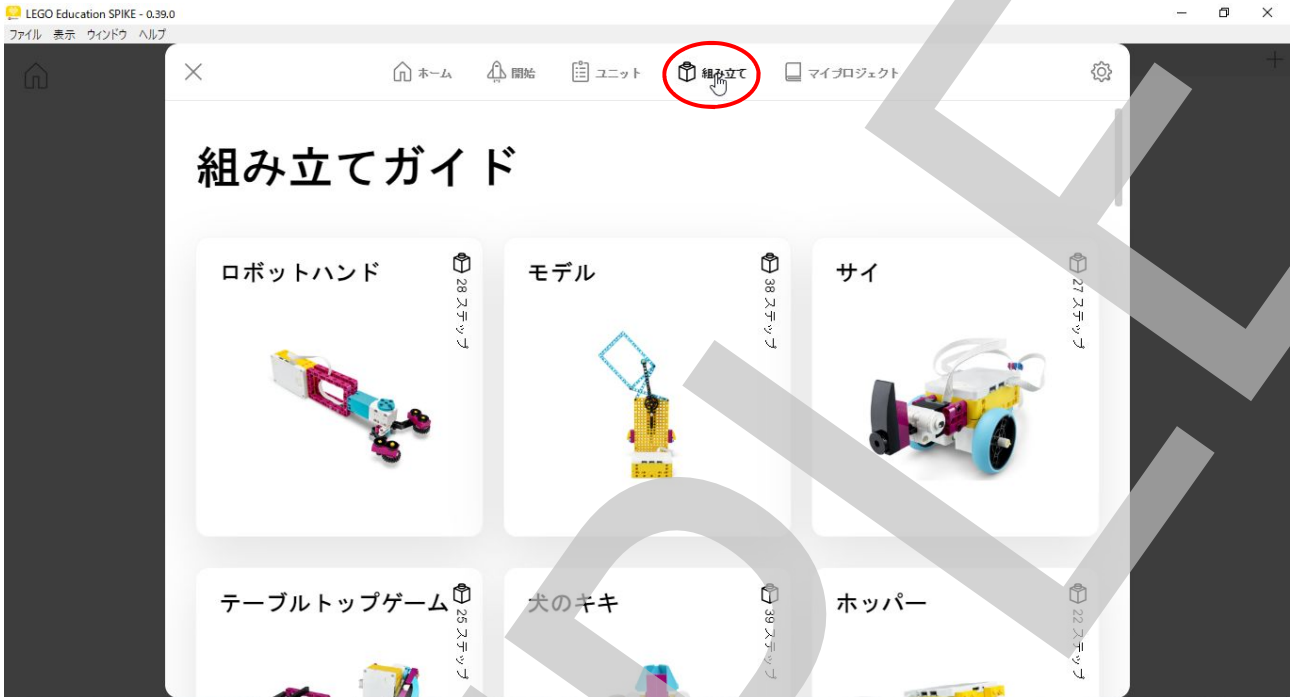 LEGO Education SPIKE - 0.39.0
ファイル 表示 ウィンドウ ヘルプ
ホーム 開始 ユニット 組み立て マイプロジェクト
組み立てガイド
ロボットハンド 28 ステップ
モデル 38 ステップ
サイ 27 ステップ
テーブルトップゲーム 25 ステップ
犬のキキ 39 ステップ
ホッパー 22 ステップ